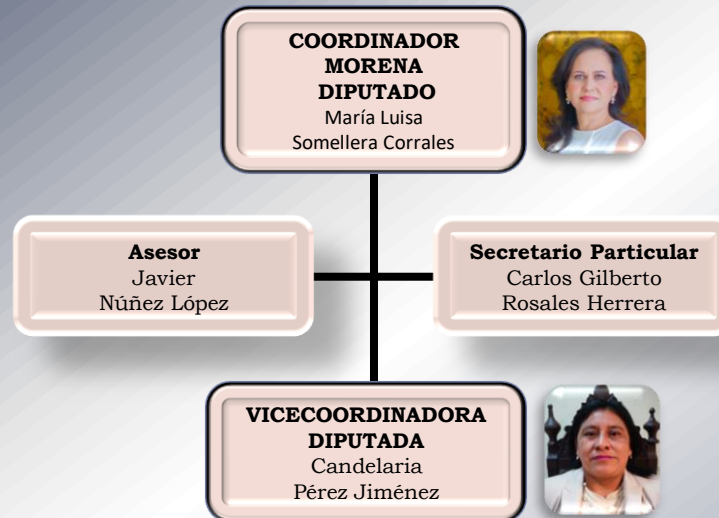 COORDINADOR
MORENA
DIPUTADO
María Luisa
Somellera Corrales
Asesor
Javier
Núñez López
Secretario Particular
Carlos Gilberto
Rosales Herrera
VICECOORDINADORA
DIPUTADA
Candelaria
Pérez Jiménez